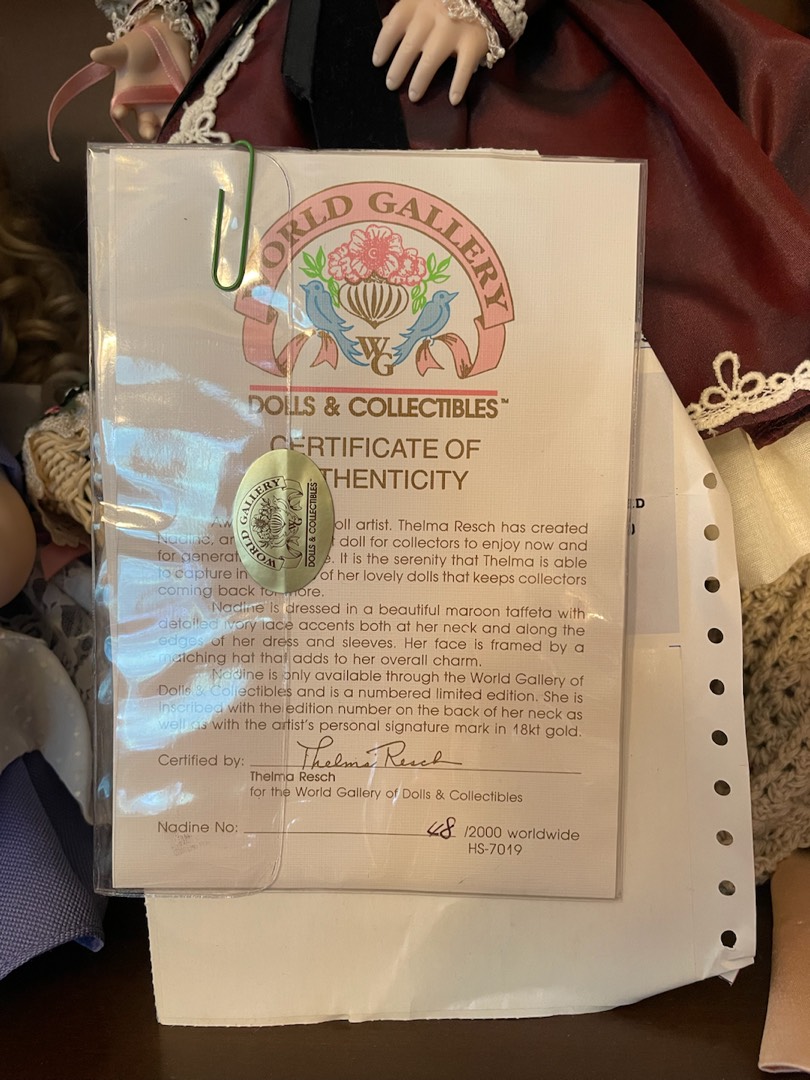 WORLD GALLERY
WG
DOLLS & COLLECTIBLES™
CERTIFICATE OF
THENTICITY
WORLD GALLERY
WG
DOLLS & COLLECTIBLES™
Aw oll artist. Thelma Resch has created
Nadine, an doll for collectors to enjoy now and
for generat e. It is the serenity that Thelma is able
to capture in of her lovely dolls that keeps collectors
coming back for more.
Nadine is dressed in a beautiful maroon taffeta with
detailed ivory lace accents both at her neck and along the
edges of her dress and sleeves. Her face is framed by a
matching hat that adds to her overall charm.
Nadine is only available through the World Gallery of
Dolls & Collectibles and is a numbered limited edition. She is
inscribed with the edition number on the back of her neck as
well as with the artist's personal signature mark in 18kt gold.
Certified by: Thelma Resch
Thelma Resch
for the World Gallery of Dolls & Collectibles
Nadine No: 48 /2000 worldwide
HS-7019